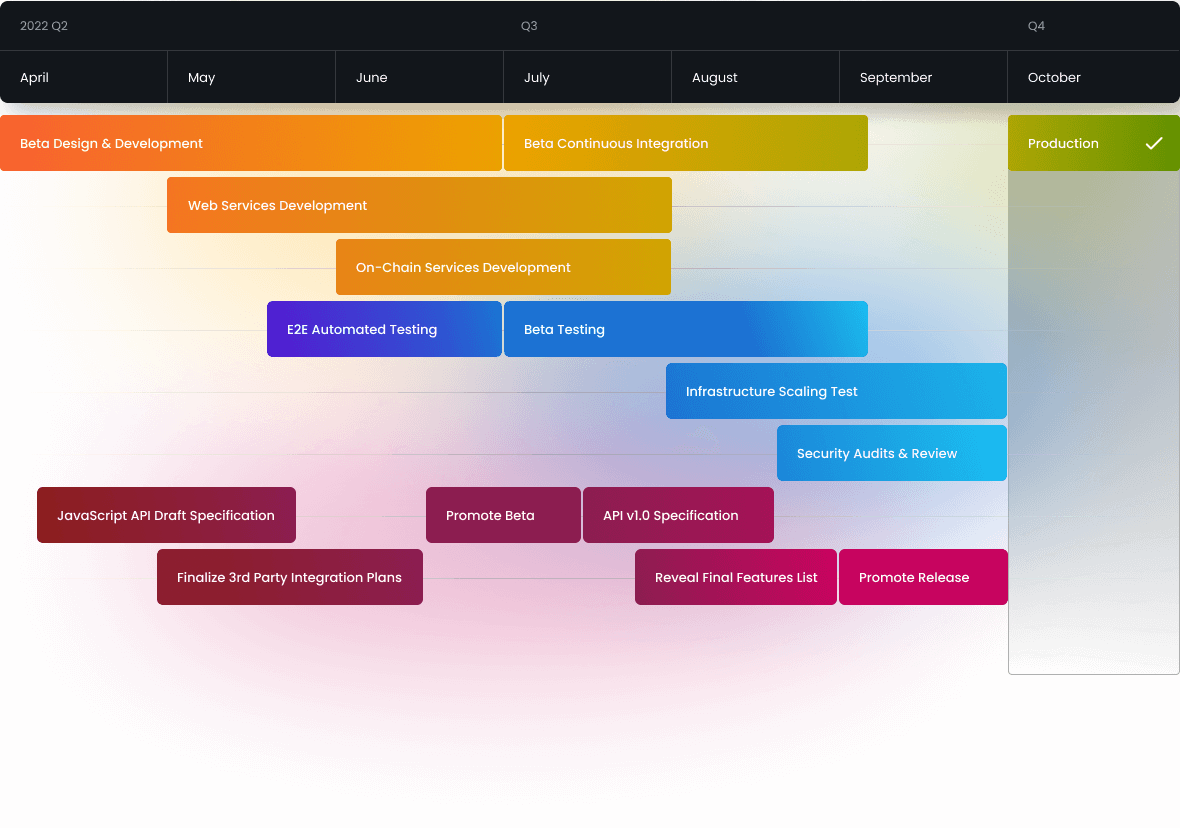 2022 Q2
Q3
Q4
April
May
June
July
August
September
October
Beta Design & Development
Beta Continuous Integration
Production
Web Services Development
On-Chain Services Development
E2E Automated Testing
Beta Testing
Infrastructure Scaling Test
Security Audits & Review
JavaScript API Draft Specification
Promote Beta
API v1.0 Specification
Finalize 3rd Party Integration Plans
Reveal Final Features List
Promote Release